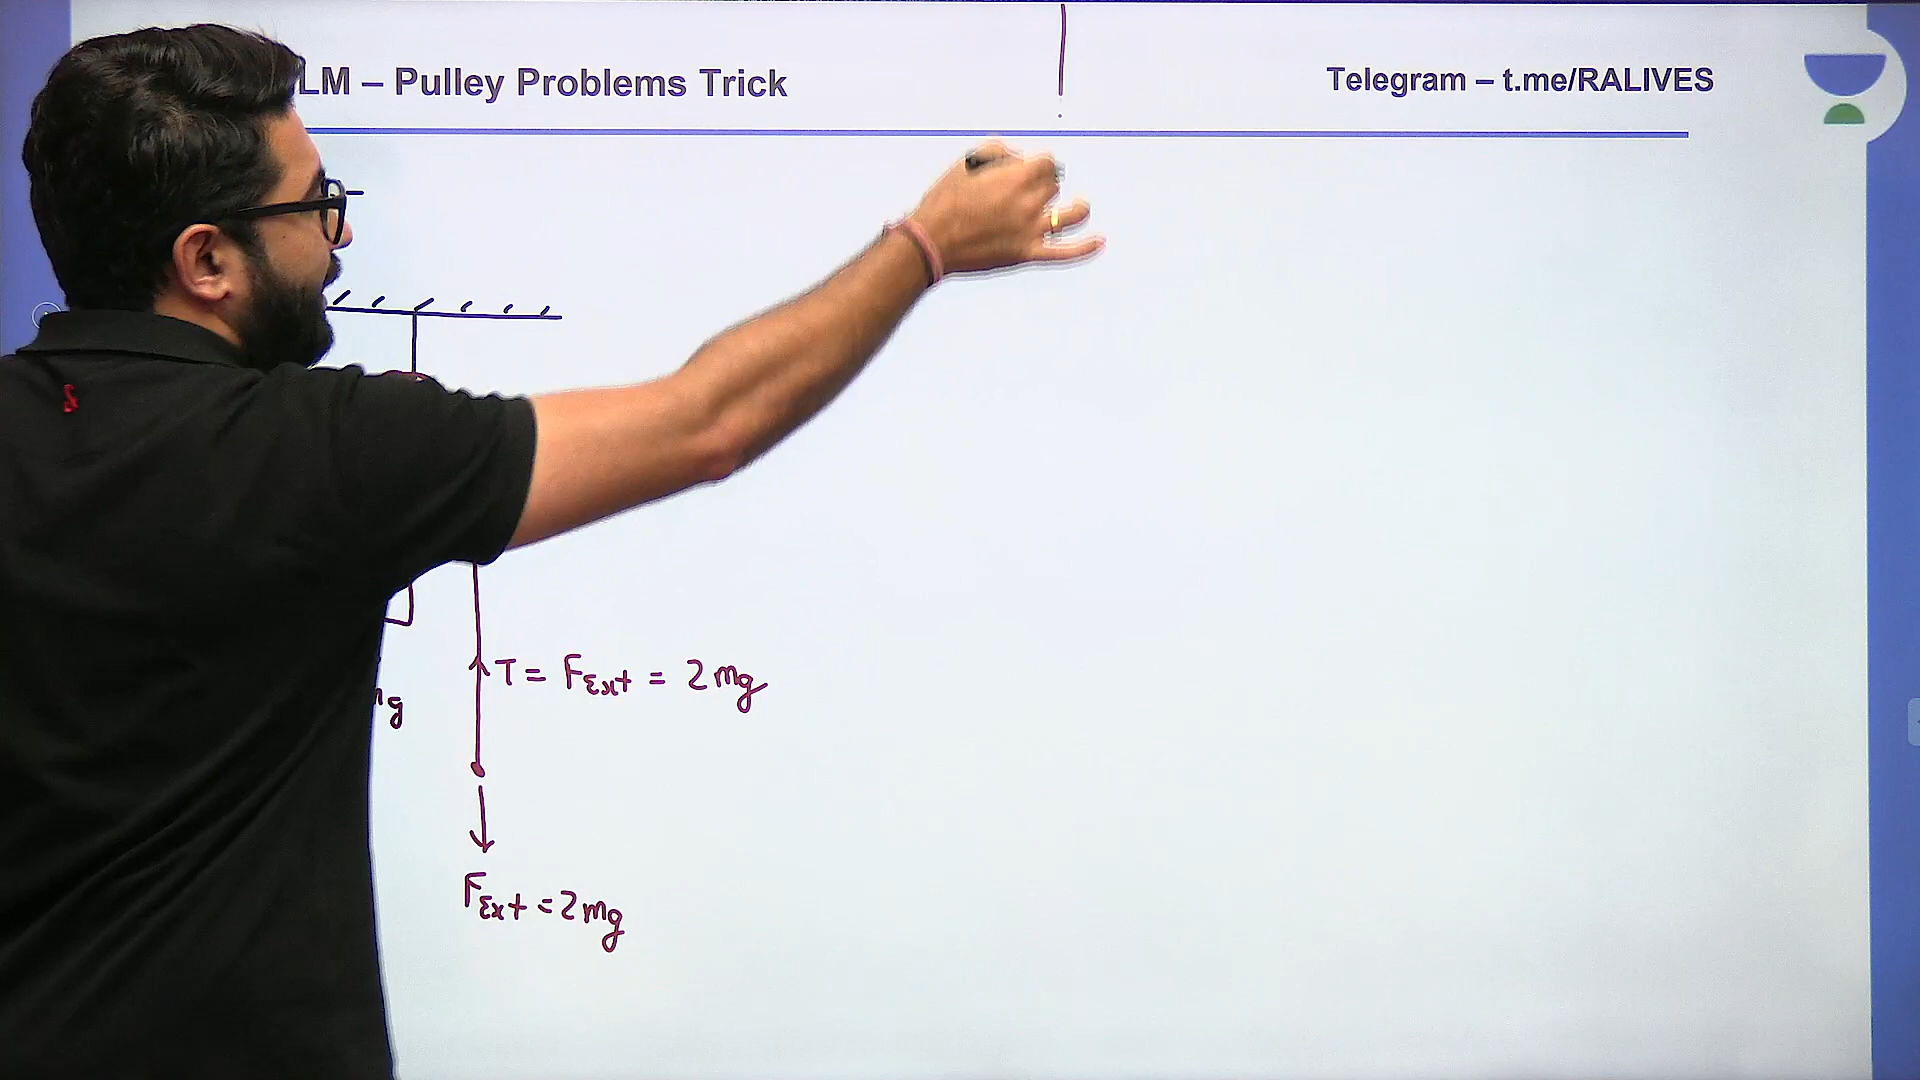 LM – Pulley Problems Trick
Telegram – t.me/RALIVES
T = FExt = 2mg
FExt = 2mg